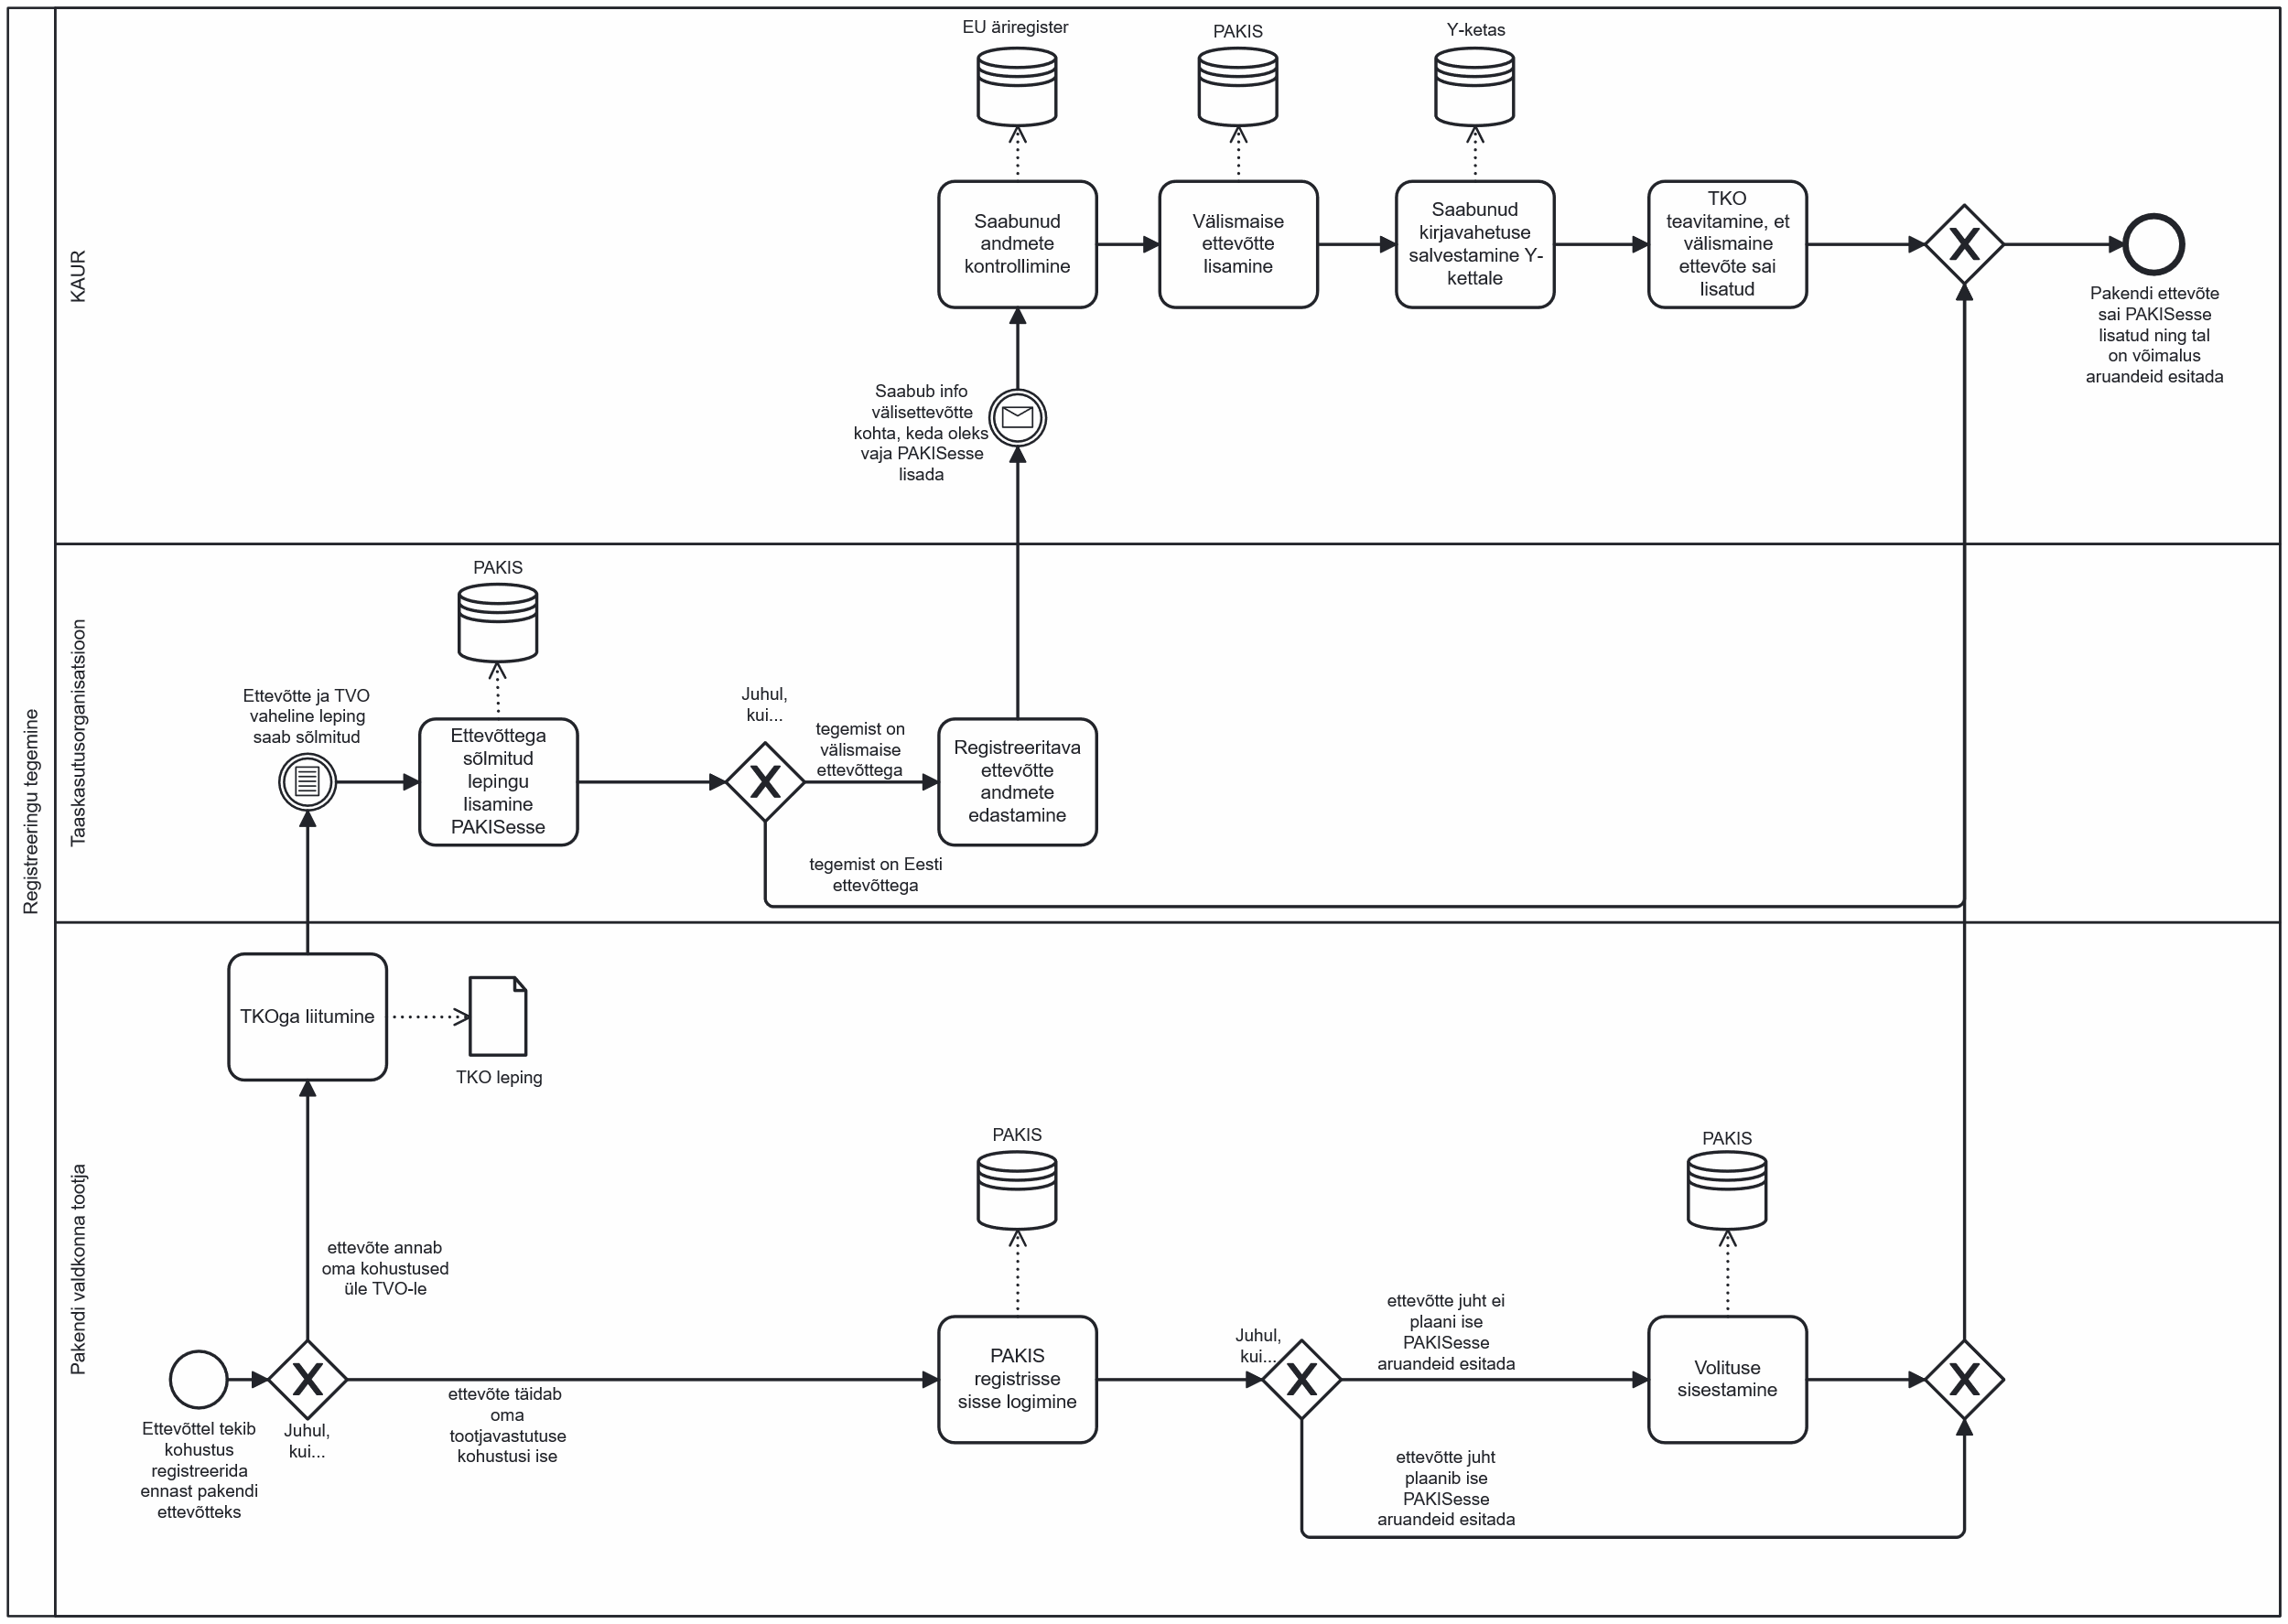 Registreeringu tegemine
KAUR
EU äriregister
PAKIS
Y-ketas
Saabunud
andmete
kontrollimine
Välismaise
ettevõtte
lisamine
Saabunud
kirjavahetuse
salvestamine Y-
kettale
TKO
teavitamine, et
välismaine
ettevõte sai
lisatud
Pakendi ettevõte
sai PAKISesse
lisatud ning tal
on võimalus
aruandeid esitada
Saabub info
välisettevõtte
kohta, keda oleks
vaja PAKISesse
lisada
Taaskasutusorganisatsioon
PAKIS
Ettevõtte ja TVO
vaheline leping
saab sõlmitud
Ettevõttega
sõlmitud
lepingu
lisamine
PAKISesse
Juhul,
kui...
tegemist on
välismaise
ettevõttega
Registreeritava
ettevõtte
andmete
edastamine
tegemist on Eesti
ettevõttega
Pakendi valdkonna tootja
TKOga liitumine
TKO leping
ettevõte annab
oma kohustused
üle TVO-le
Ettevõttel tekib
kohustus
registreerida
ennast pakendi
ettevõtteks
Juhul,
kui...
ettevõte täidab
oma
tootjavastutuse
kohustusi ise
PAKIS
PAKIS
registrisse
sisse logimine
Juhul,
kui...
ettevõtte juht ei
plaani ise
PAKISesse
aruandeid esitada
ettevõtte juht
plaanib ise
PAKISesse
aruandeid esitada
PAKIS
Volituse
sisestamine